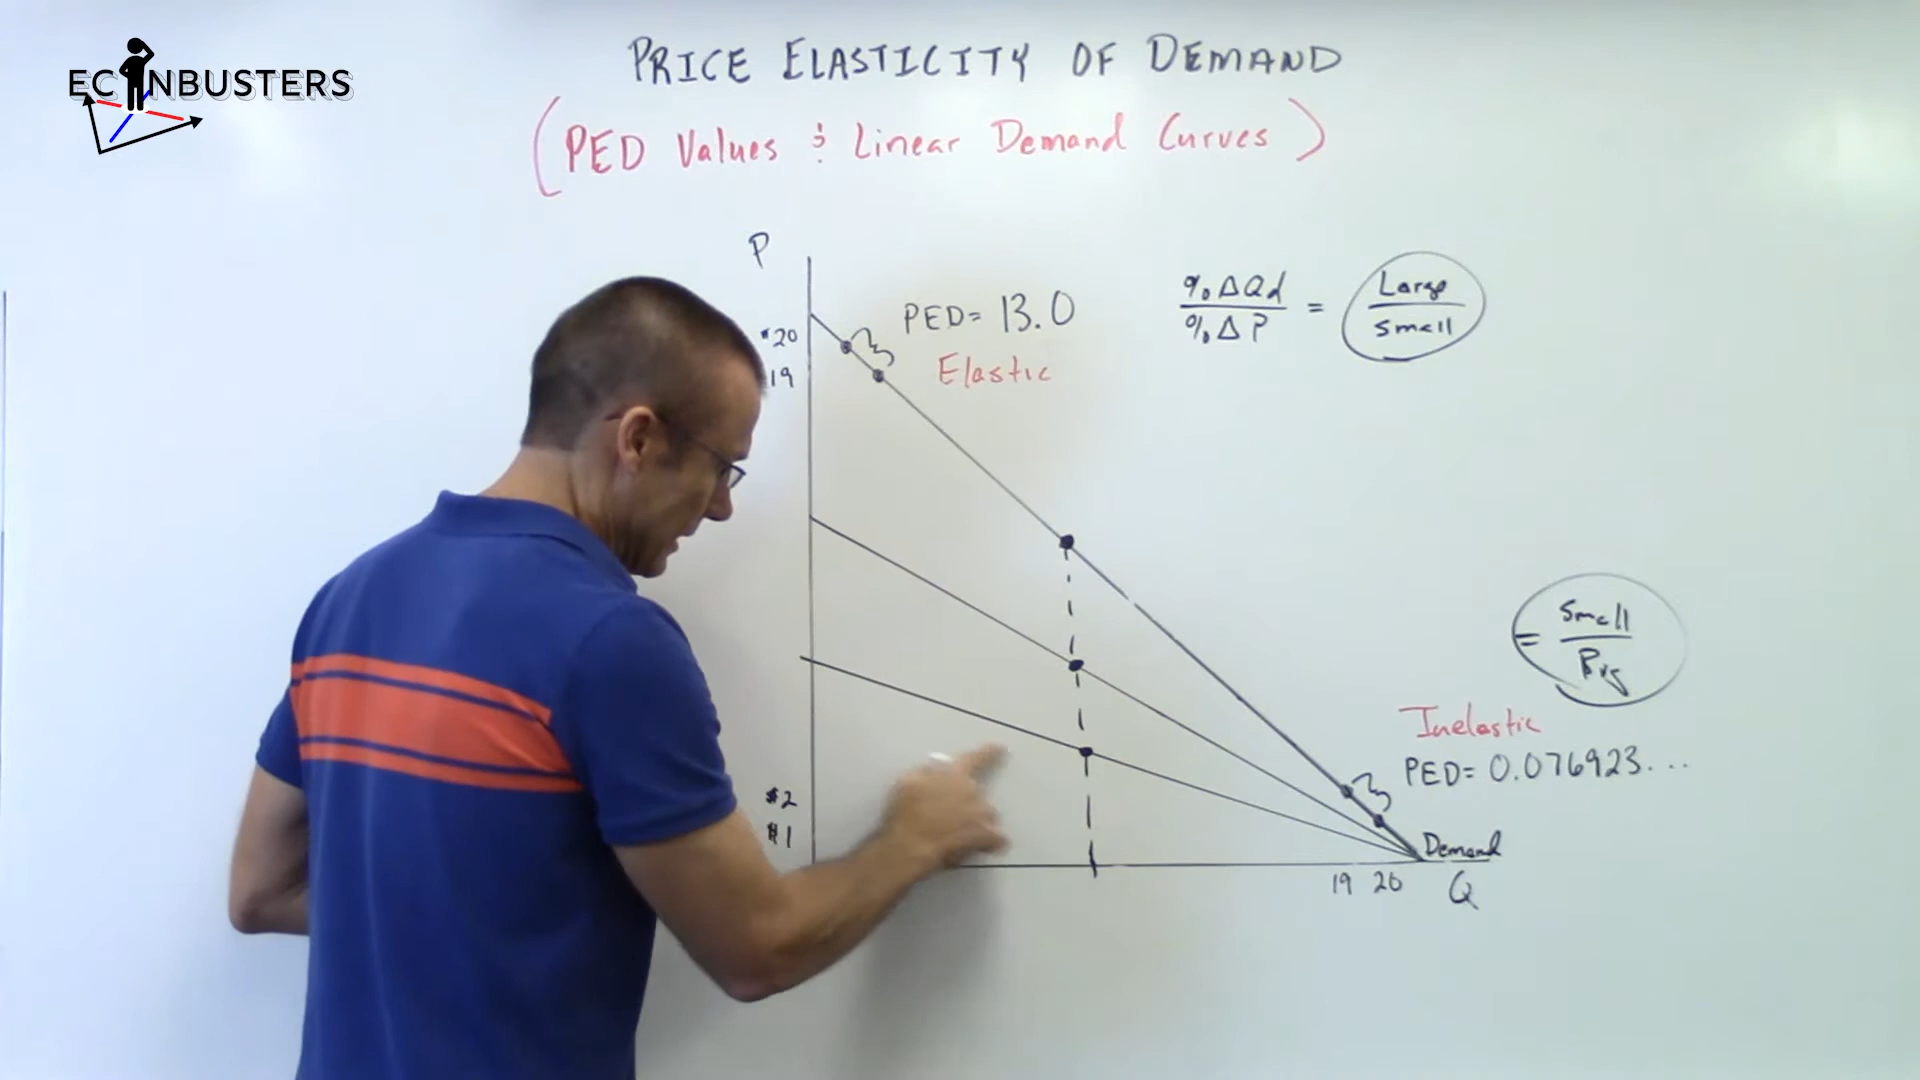 ECONBUSTERS
PRICE ELASTICITY OF DEMAND
(PED Values & Linear Demand Curves)
P
$20
19
PED= 13.0
Elastic
%ΔQd
%ΔP
=
Large
Small
=
Small
Big
Inelastic
PED= 0.076923...
$2
$1
Demand
19 20
Q